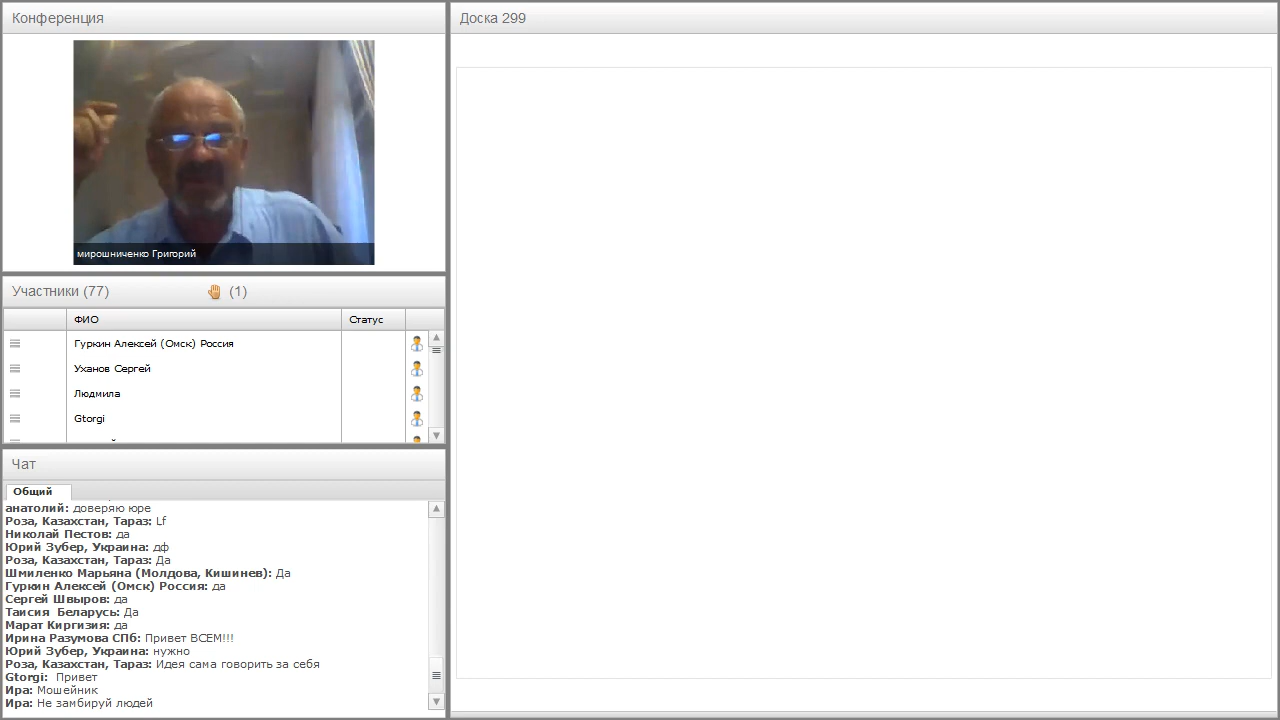 Конференция
мирошниченко Григорий
Участники (77)
(1)
ФИО
Статус
Гуркин Алексей (Омск) Россия
Уханов Сергей
Людмила
Gtorgi
Чат
Общий
анатолий: доверяю юре
Роза, Казахстан, Тараз: Lf
Николай Пестов: да
Юрий Зубер, Украина: дф
Роза, Казахстан, Тараз: Да
Шмиленко Марьяна (Молдова, Кишинев): Да
Гуркин Алексей (Омск) Россия: да
Сергей Швыров: да
Таисия  Беларусь: Да
Марат Киргизия: да
Ирина Разумова СПб: Привет ВСЕМ!!!
Юрий Зубер, Украина: нужно
Роза, Казахстан, Тараз: Идея сама говорить за себя
Gtorgi:  Привет
Ира: Мошейник
Ира: Не замбируй людей
Доска 299